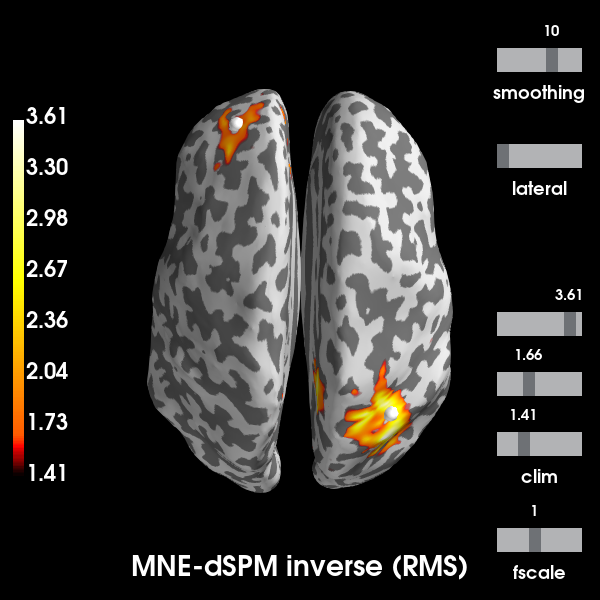 3.61
3.30
2.98
2.67
2.36
2.04
1.73
1.41
10
smoothing
lateral
3.61
1.66
1.41
clim
1
fscale
MNE-dSPM inverse (RMS)